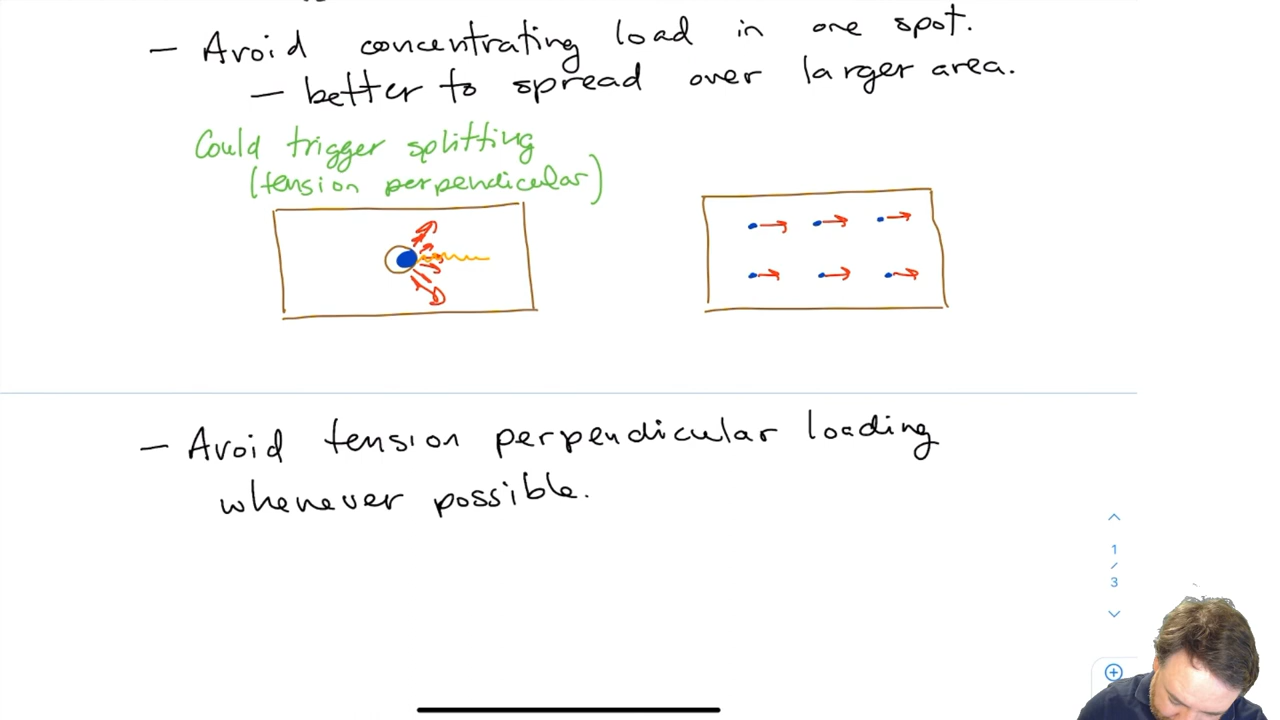 - Avoid concentrating load in one spot.
- better to spread over larger area.
Could trigger splitting
(tension perpendicular)
- Avoid tension perpendicular loading
whenever possible.
1
/
3